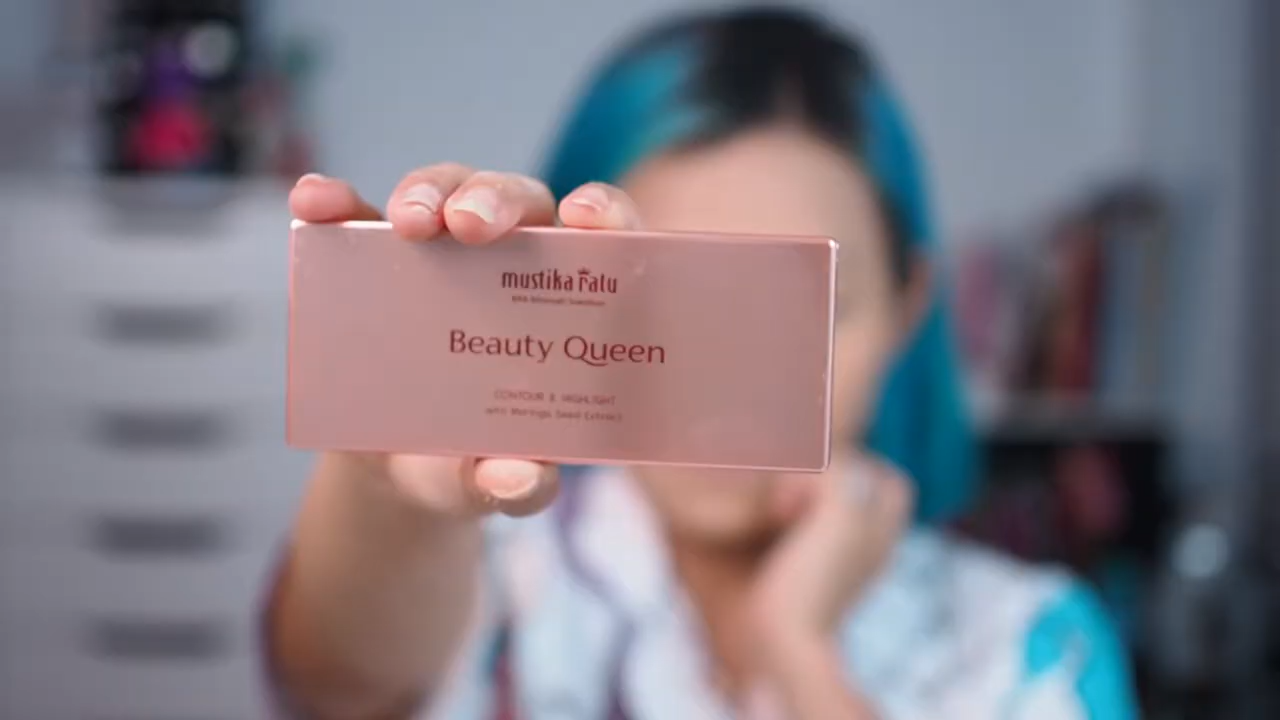 mustika ratu
Beauty Queen
CONTOUR & HIGHLIGHT
with Moringa Seed Extract